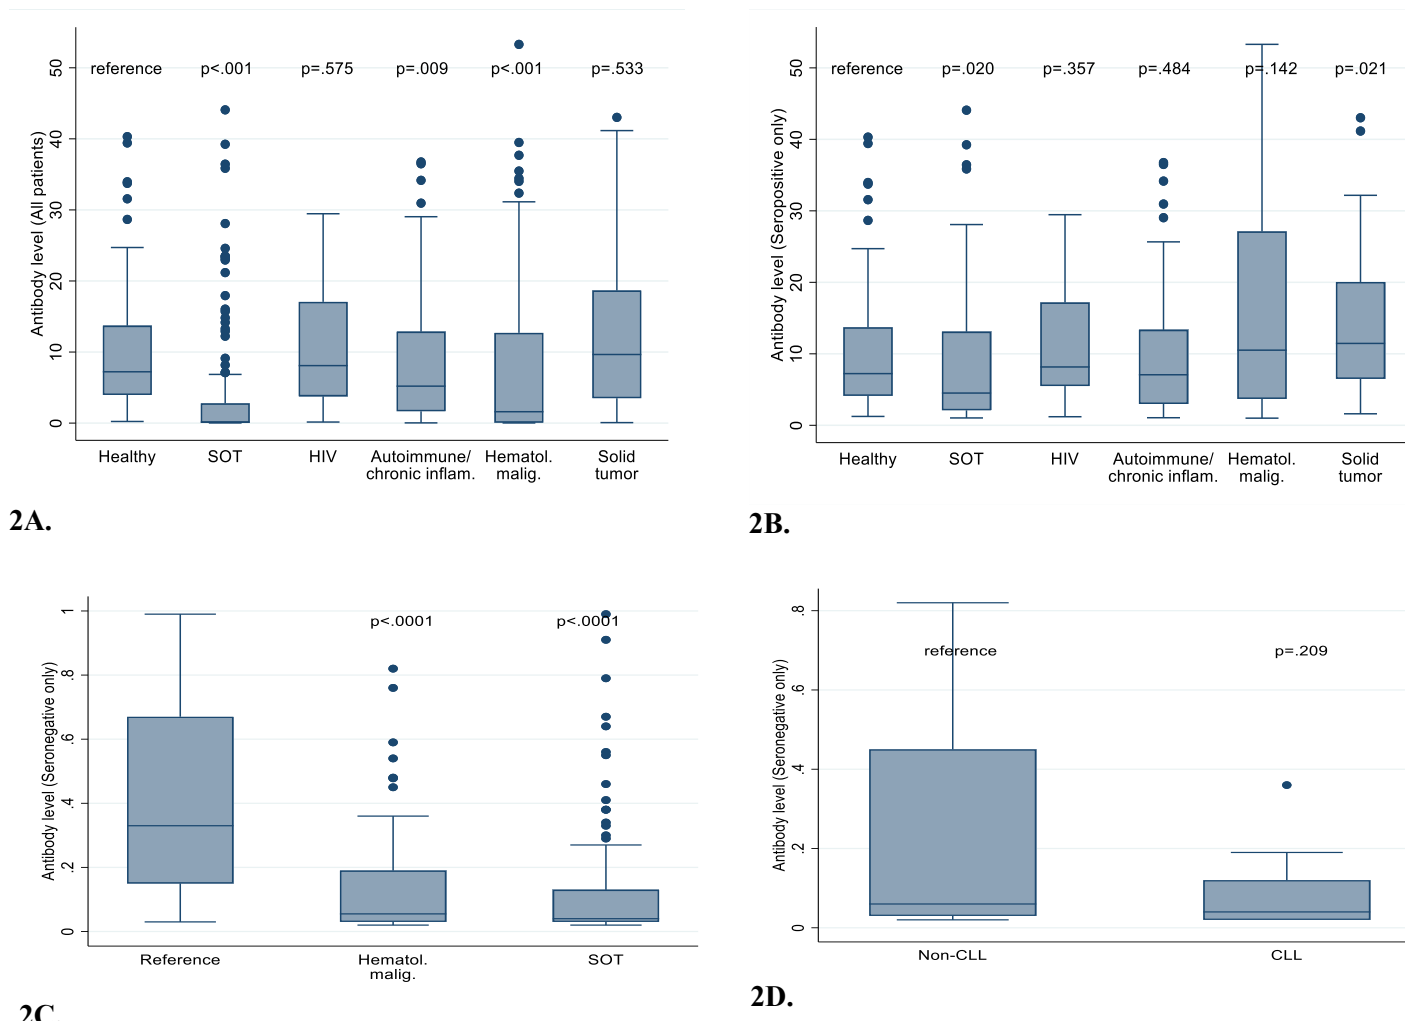 Antibody level (All patients)
0 10 20 30 40 50
reference p<.001 p=.575 p=.009 p<.001 p=.533
Healthy SOT HIV Autoimmune/ Hematol. Solid
chronic inflam. malig. tumor
2A.
Antibody level (Seropositive only)
0 10 20 30 40 50
reference p=.020 p=.357 p=.484 p=.142 p=.021
Healthy SOT HIV Autoimmune/ Hematol. Solid
chronic inflam. malig. tumor
2B.
Antibody level (Seronegative only)
0 .2 .4 .6 .8 1
p<.0001 p<.0001
Reference Hematol. SOT
malig.
2C.
Antibody level (Seronegative only)
0 .2 .4 .6 .8
reference p=.209
Non-CLL CLL
2D.